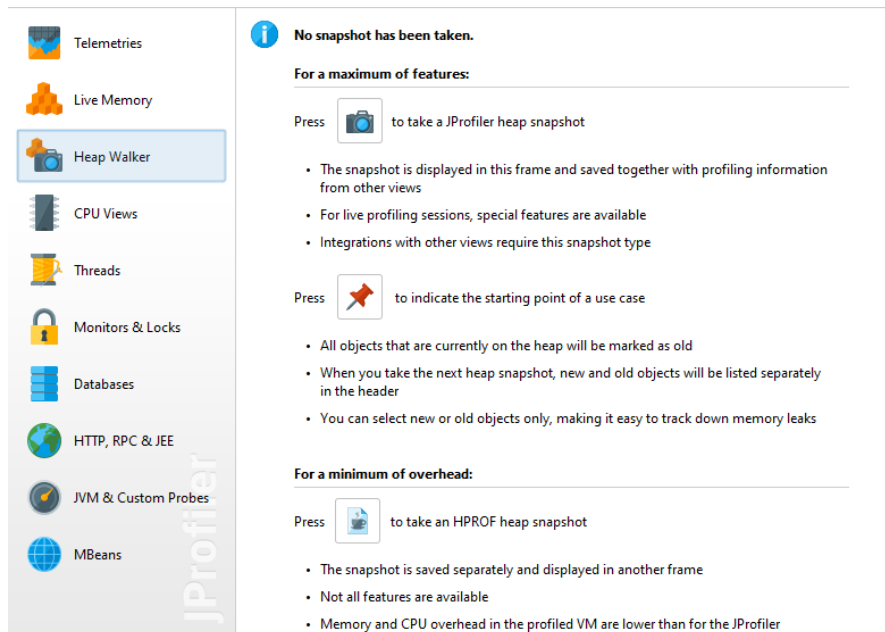 Telemetries
Live Memory
Heap Walker
CPU Views
Threads
Monitors & Locks
Databases
HTTP, RPC & JEE
JVM & Custom Probes
MBeans
JProfiler
No snapshot has been taken.
For a maximum of features:
Press to take a JProfiler heap snapshot
• The snapshot is displayed in this frame and saved together with profiling information
from other views
• For live profiling sessions, special features are available
• Integrations with other views require this snapshot type
Press to indicate the starting point of a use case
• All objects that are currently on the heap will be marked as old
• When you take the next heap snapshot, new and old objects will be listed separately
in the header
• You can select new or old objects only, making it easy to track down memory leaks
For a minimum of overhead:
Press to take an HPROF heap snapshot
• The snapshot is saved separately and displayed in another frame
• Not all features are available
• Memory and CPU overhead in the profiled VM are lower than for the JProfiler